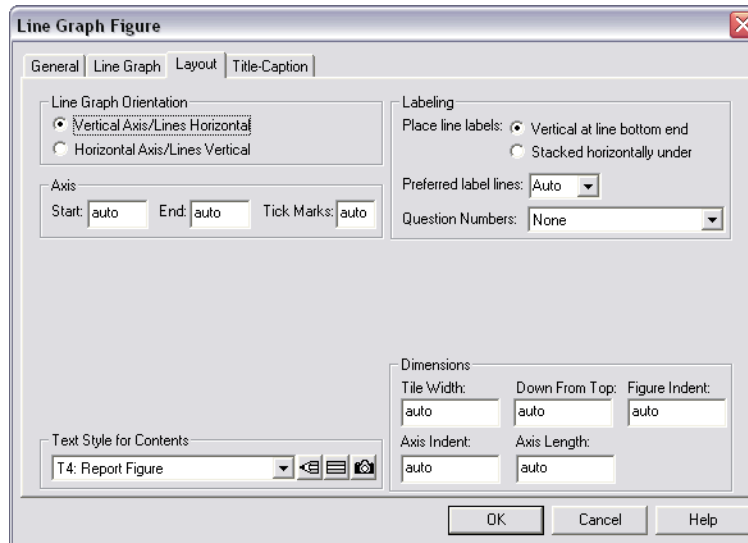 Line Graph Figure
General
Line Graph
Layout
Title-Caption
Line Graph Orientation
Vertical Axis/Lines Horizontal
Horizontal Axis/Lines Vertical
Axis
Start: auto End: auto Tick Marks: auto
Labeling
Place line labels: Vertical at line bottom end
Stacked horizontally under
Preferred label lines: Auto
Question Numbers: None
Text Style for Contents
T4: Report Figure
Dimensions
Tile Width: Down From Top: Figure Indent:
auto auto auto
Axis Indent: Axis Length:
auto auto
OK Cancel Help